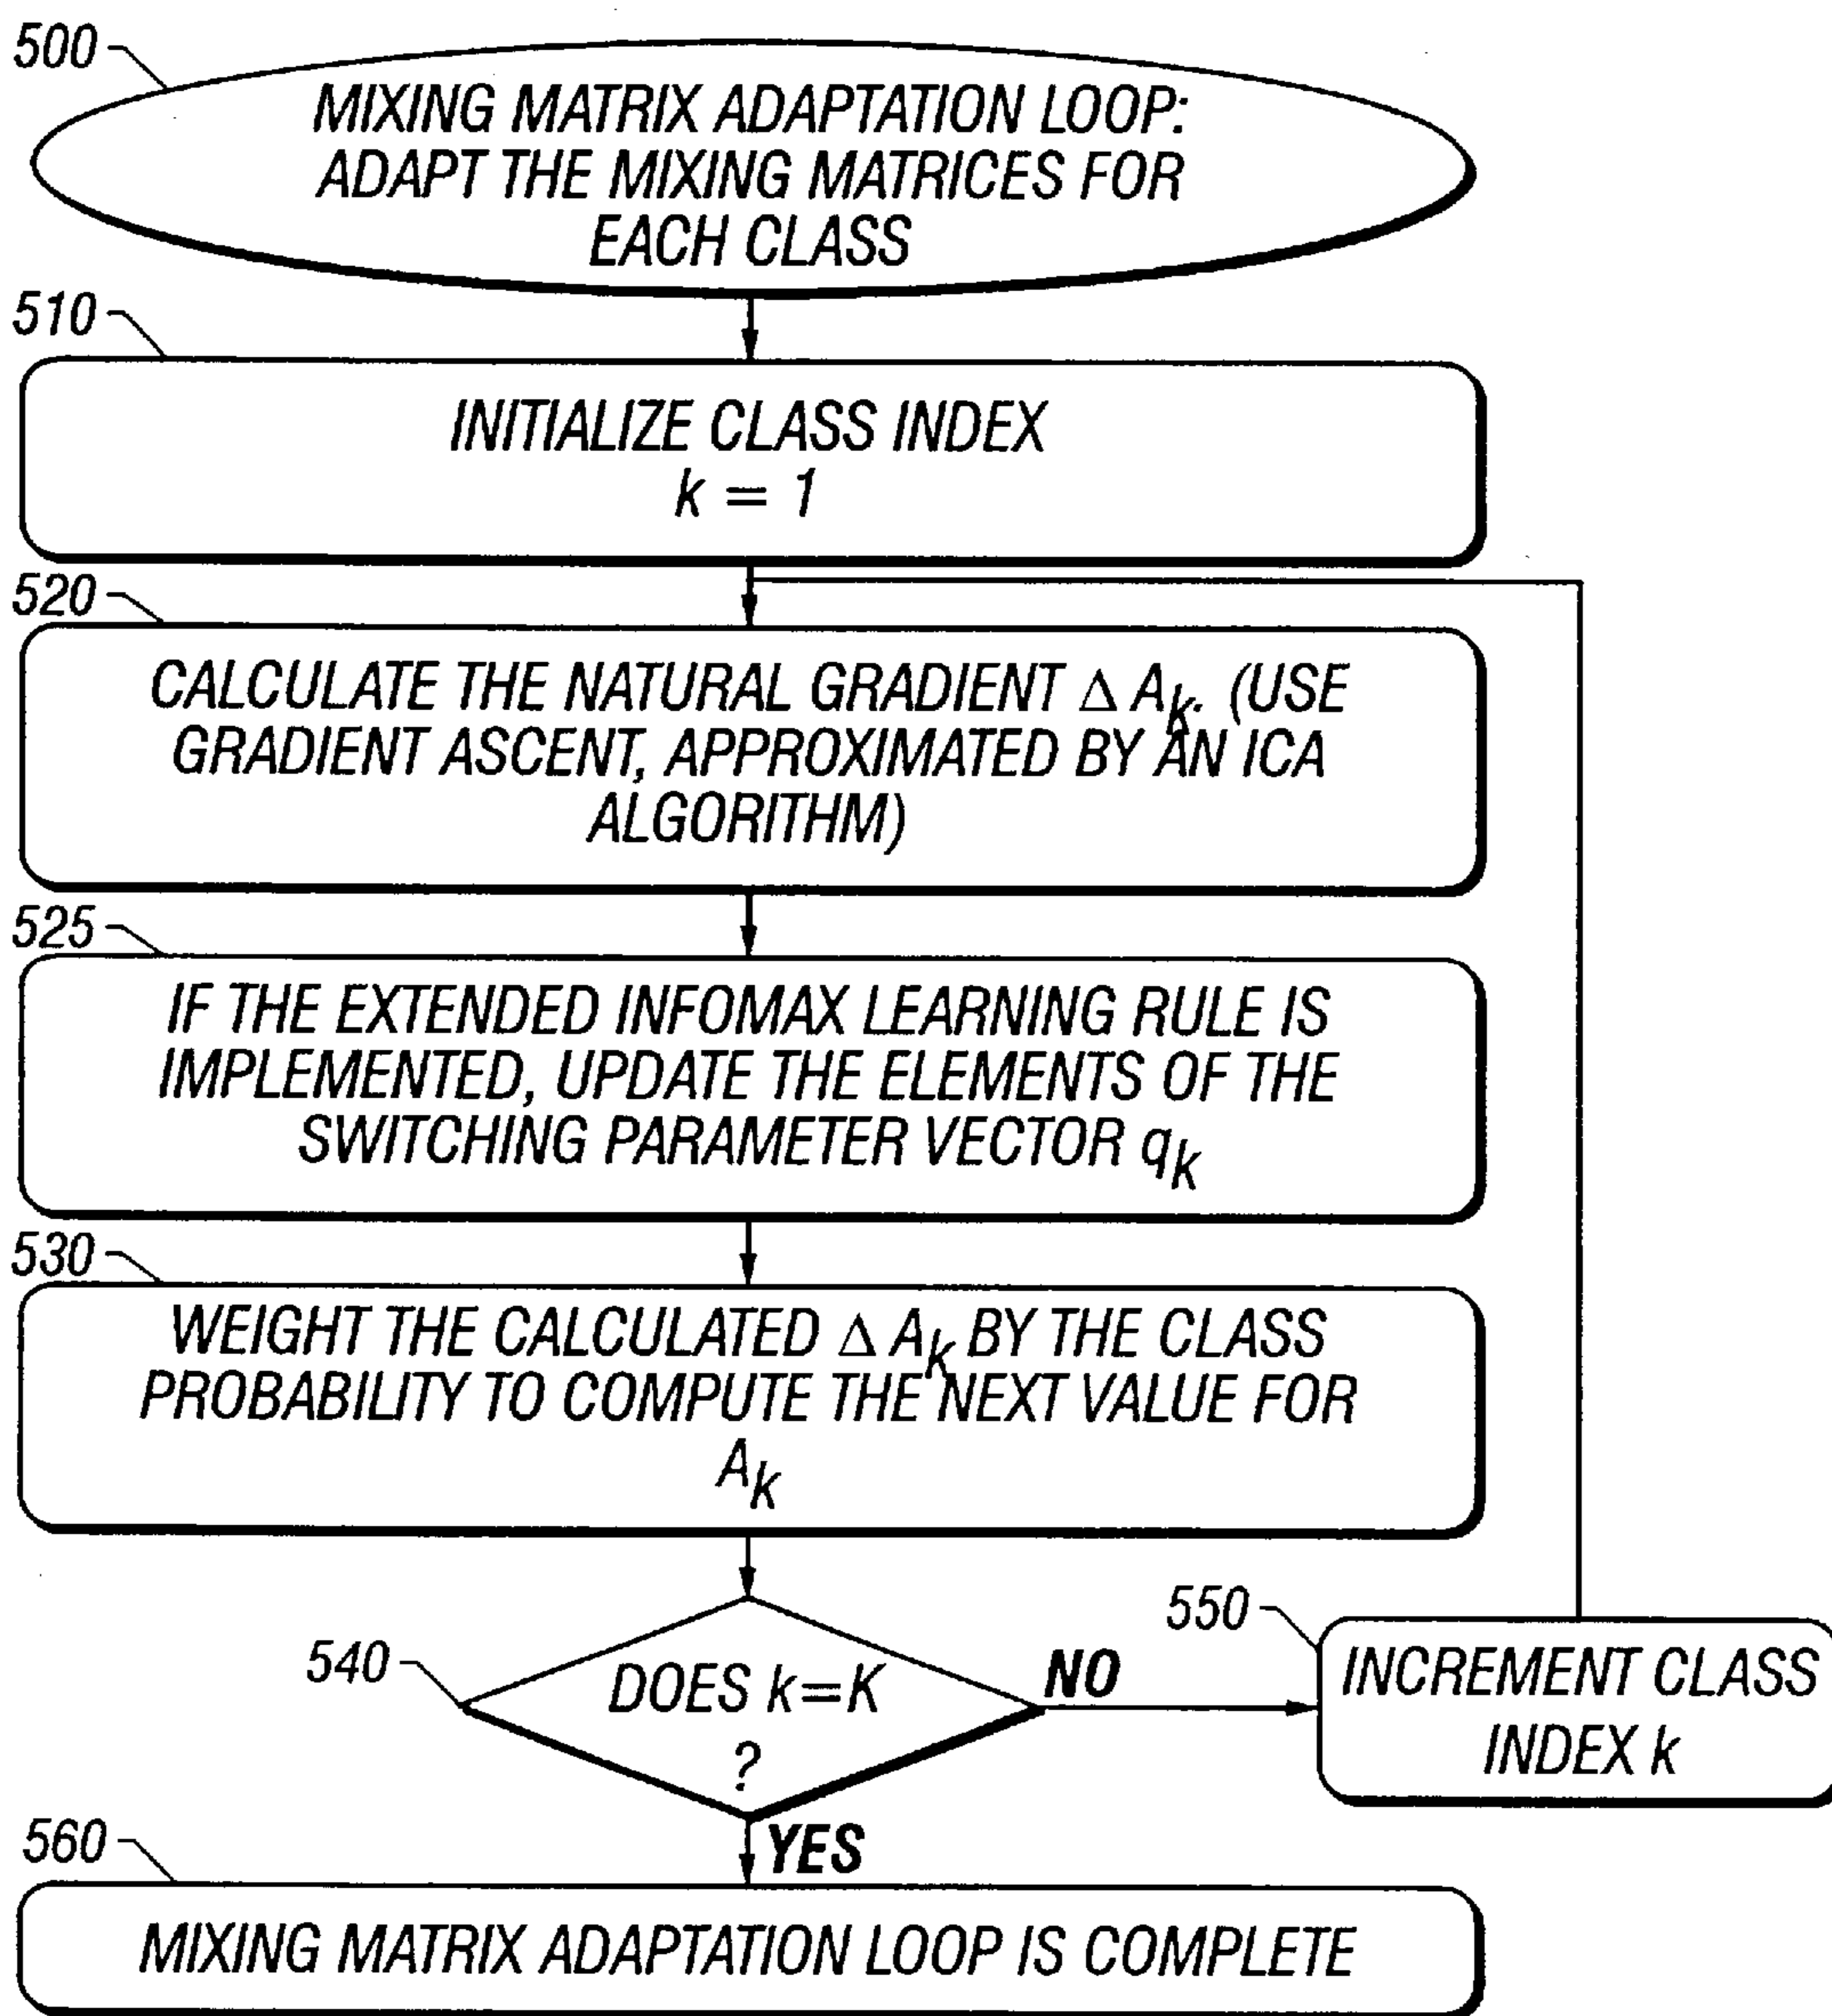 500
MIXING MATRIX ADAPTATION LOOP:
ADAPT THE MIXING MATRICES FOR
EACH CLASS
510
INITIALIZE CLASS INDEX
k = 1
520
CALCULATE THE NATURAL GRADIENT Δ A_k. (USE
GRADIENT ASCENT, APPROXIMATED BY AN ICA
ALGORITHM)
525
IF THE EXTENDED INFOMAX LEARNING RULE IS
IMPLEMENTED, UPDATE THE ELEMENTS OF THE
SWITCHING PARAMETER VECTOR q_k
530
WEIGHT THE CALCULATED Δ A_k BY THE CLASS
PROBABILITY TO COMPUTE THE NEXT VALUE FOR
A_k
540
DOES k=K
?
NO
550
INCREMENT CLASS
INDEX k
YES
560
MIXING MATRIX ADAPTATION LOOP IS COMPLETE